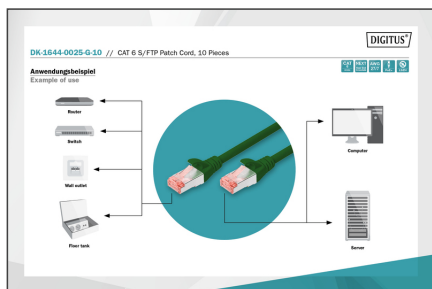 DIGITUS®
DK-1644-0025-G-10 // CAT 6 S/FTP Patch Cord, 10 Pieces
Anwendungsbeispiel
Example of use
Router
Switch
Wall outlet
Floor tank
Computer
Server